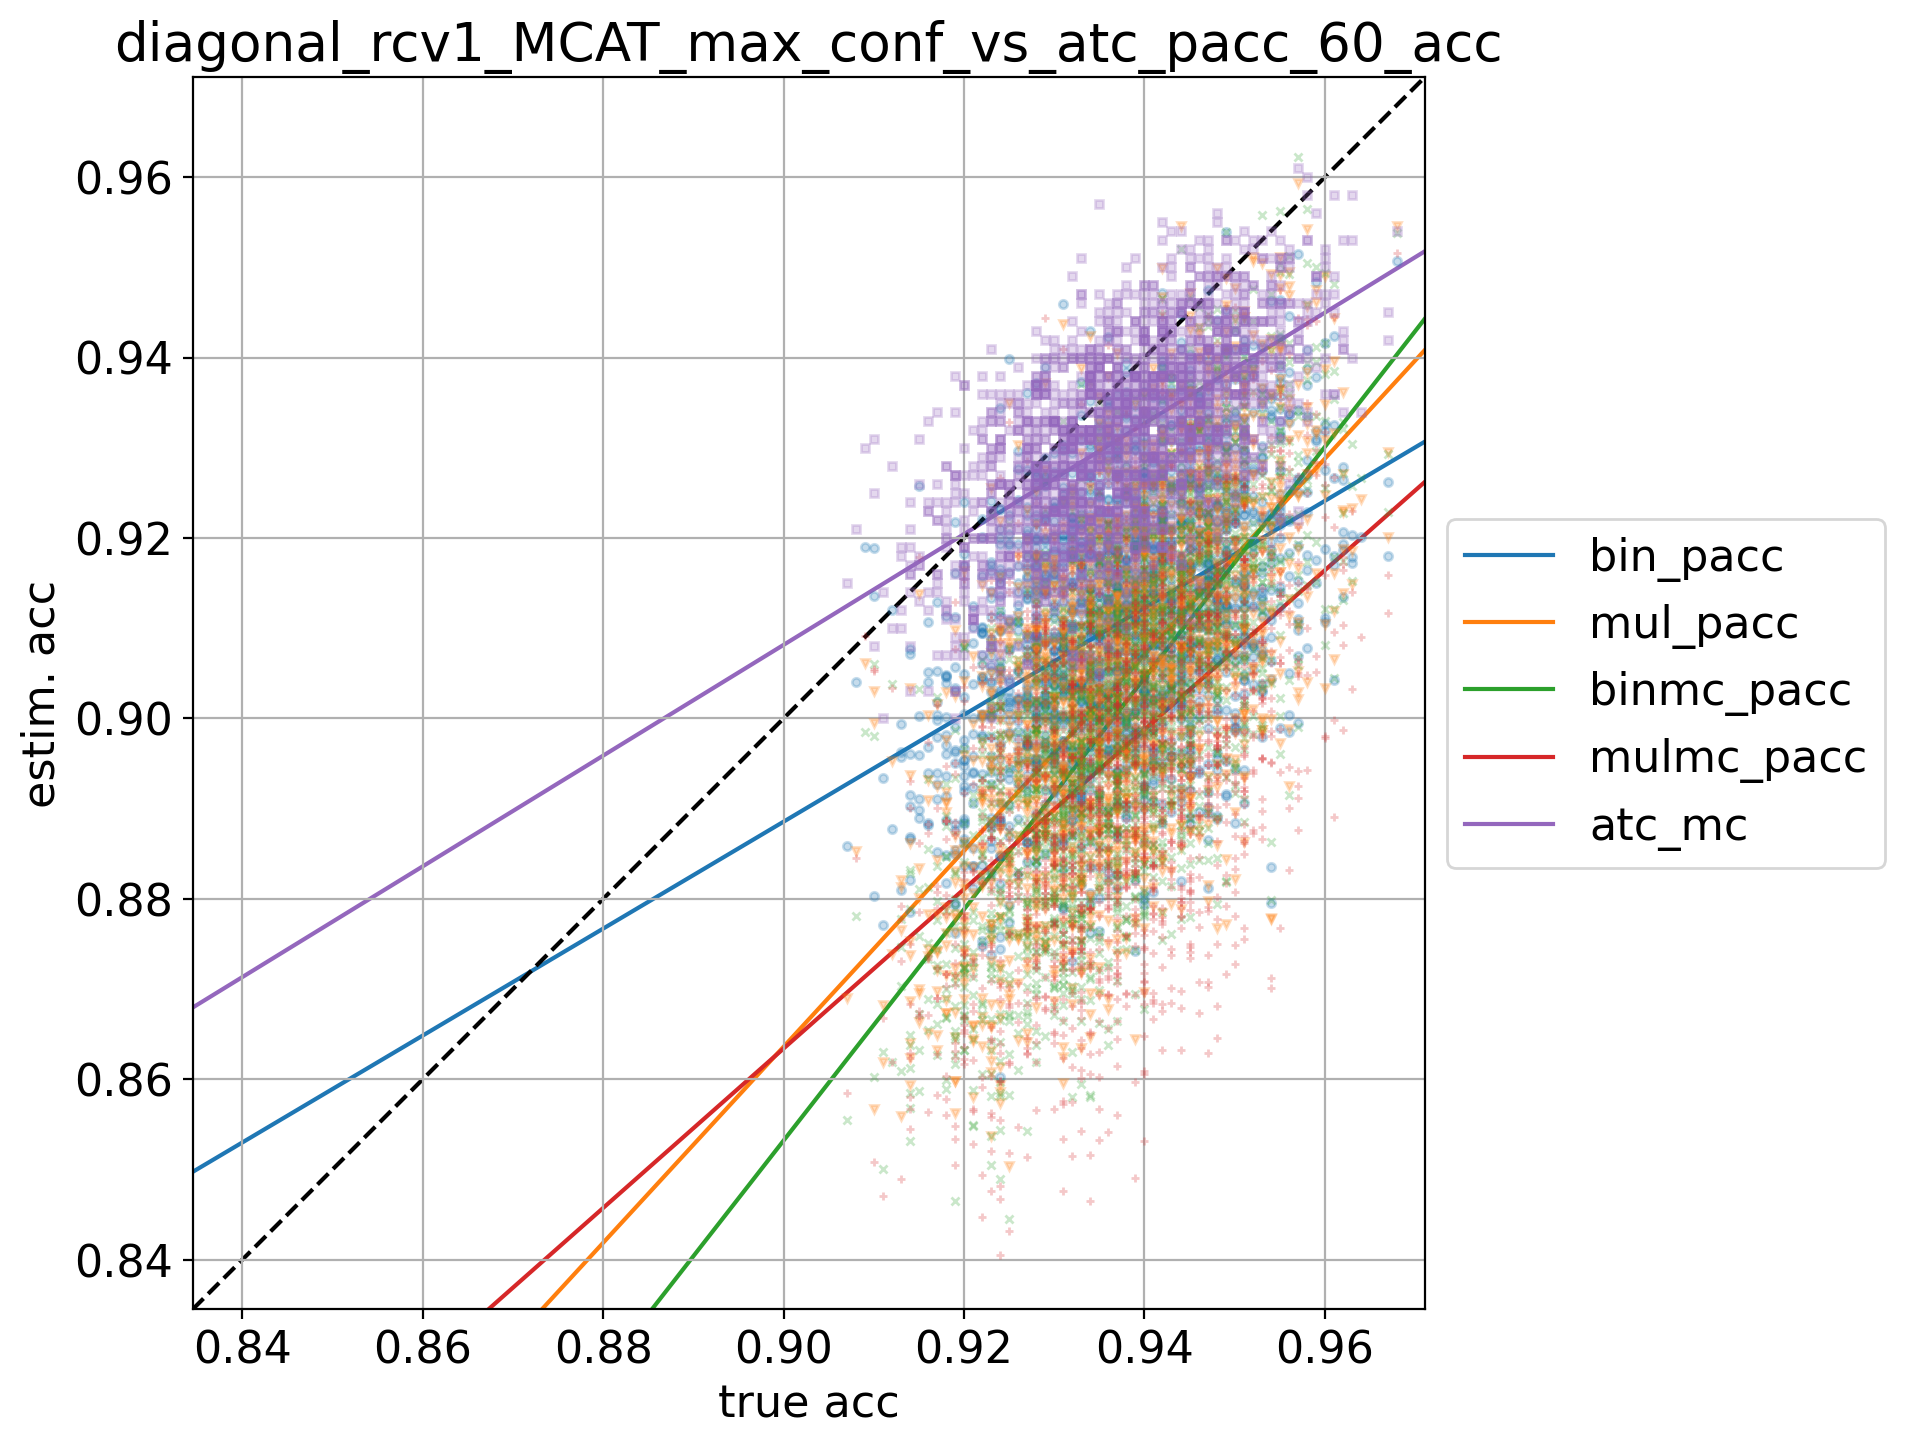 diagonal_rcv1_MCAT_max_conf_vs_atc_pacc_60_acc
0.96
0.94
0.92
0.90
0.88
0.86
0.84
estim. acc
0.84 0.86 0.88 0.90 0.92 0.94 0.96
true acc
bin_pacc
mul_pacc
binmc_pacc
mulmc_pacc
atc_mc